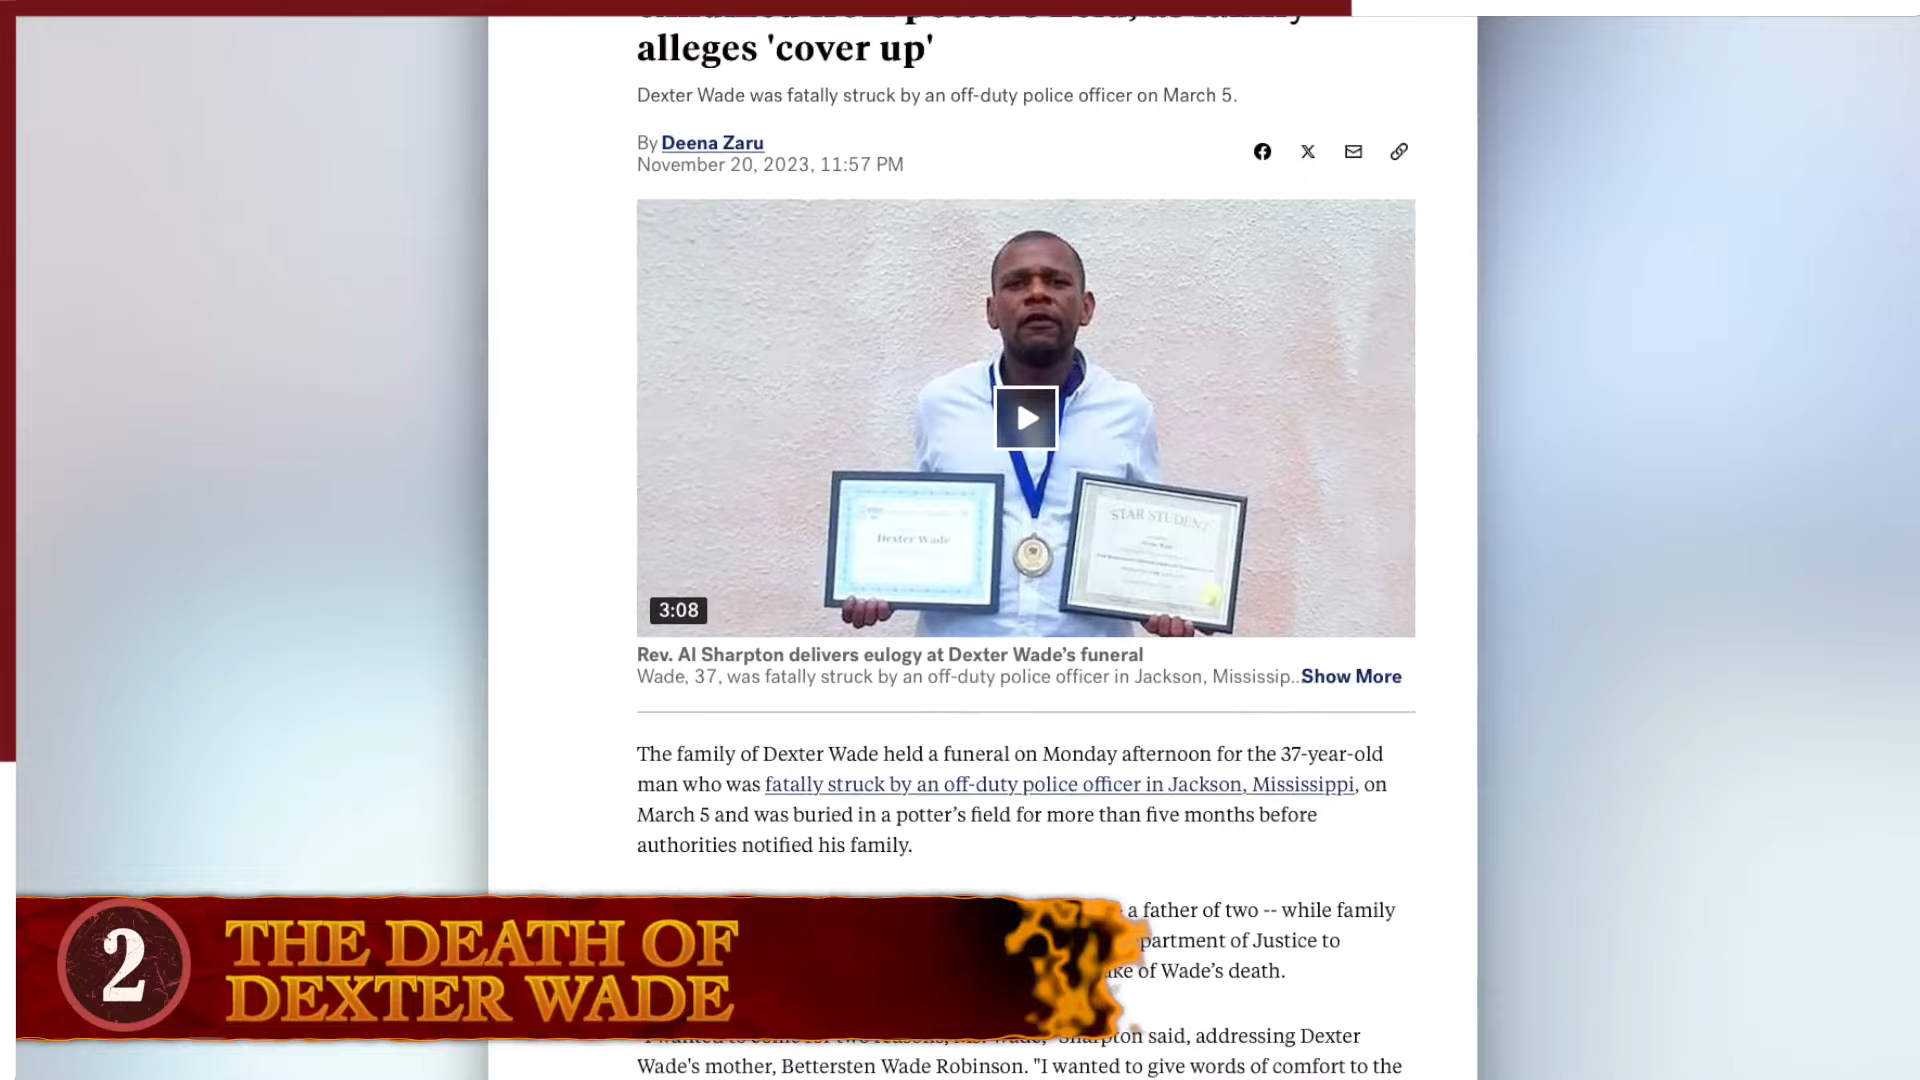 alleges 'cover up'
Dexter Wade was fatally struck by an off-duty police officer on March 5.
By Deena Zaru
November 20, 2023, 11:57 PM
Dexter Wade
STAR STUDENT
3:08
Rev. Al Sharpton delivers eulogy at Dexter Wade's funeral
Wade, 37, was fatally struck by an off-duty police officer in Jackson, Mississip..Show More
The family of Dexter Wade held a funeral on Monday afternoon for the 37-year-old
man who was fatally struck by an off-duty police officer in Jackson, Mississippi, on
March 5 and was buried in a potter's field for more than five months before
authorities notified his family.
a father of two -- while family
partment of Justice to
ke of Wade's death.
said, addressing Dexter
Wade's mother, Bettersten Wade Robinson. "I wanted to give words of comfort to the
2
THE DEATH OF
DEXTER WADE